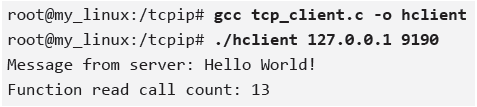 root@my_linux:/tcpip# gcc tcp_client.c -o hclient
root@my_linux:/tcpip# ./hclient 127.0.0.1 9190
Message from server: Hello World!
Function read call count: 13